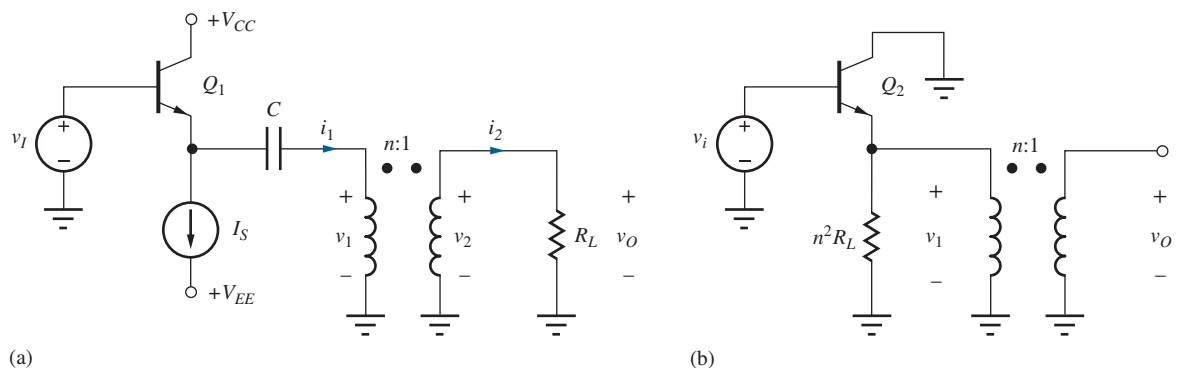 +V_CC
Q_1
v_I
+
−
C
i_1
i_2
n:1
+
v_1
−
+
v_2
−
R_L
+
v_O
−
I_S
+V_EE
(a)
Q_2
v_i
+
−
n:1
n^2R_L
+
v_1
−
+
v_O
−
(b)